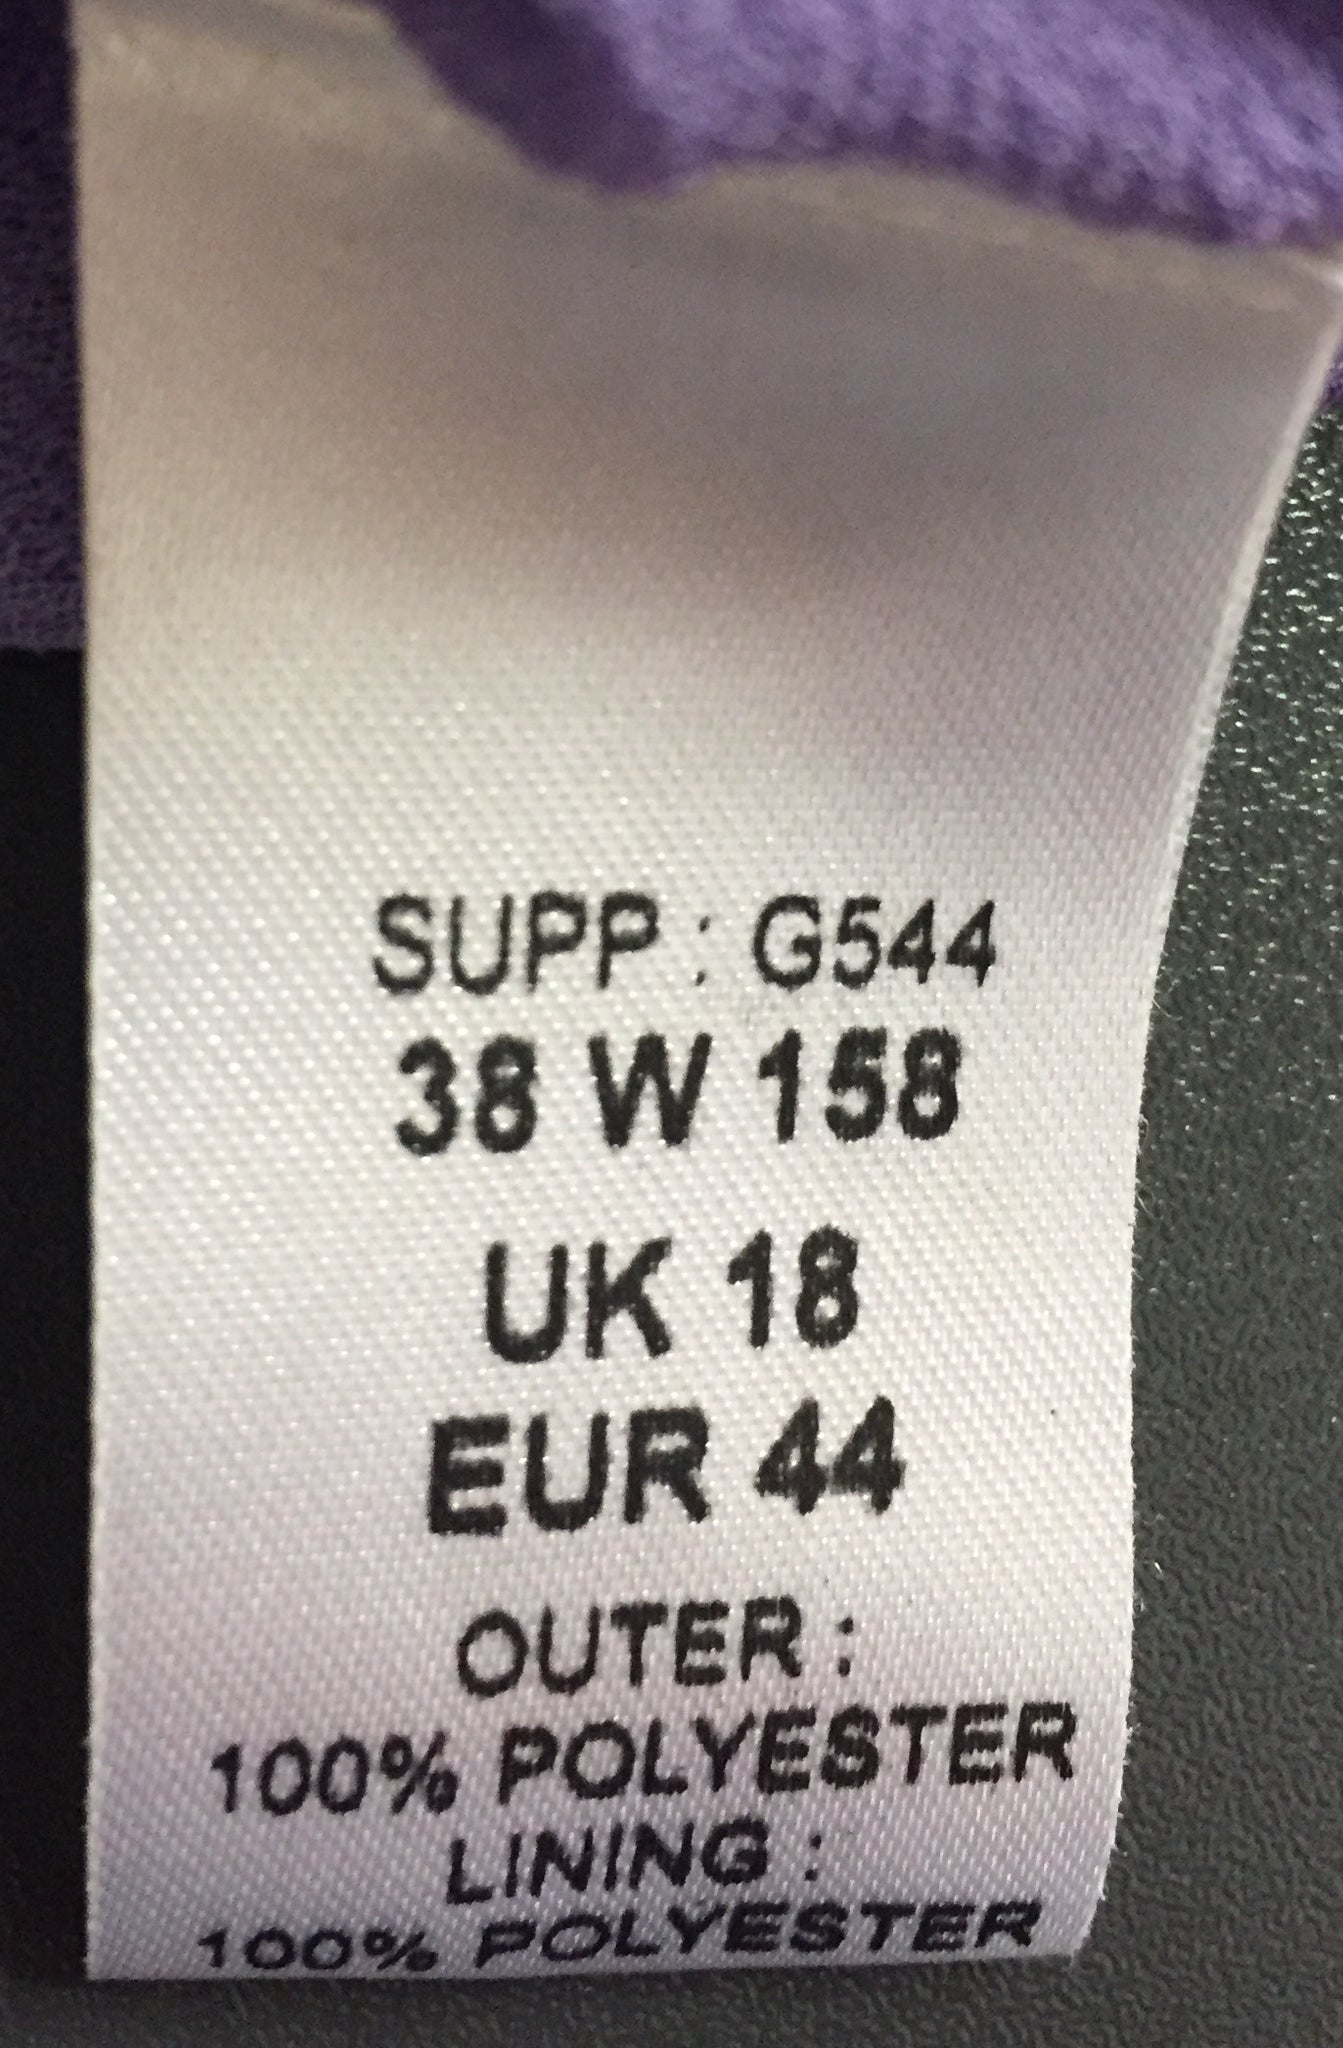 SUPP : G544
38 W 158
UK 18
EUR 44
OUTER :
100% POLYESTER
LINING :
100% POLYESTER